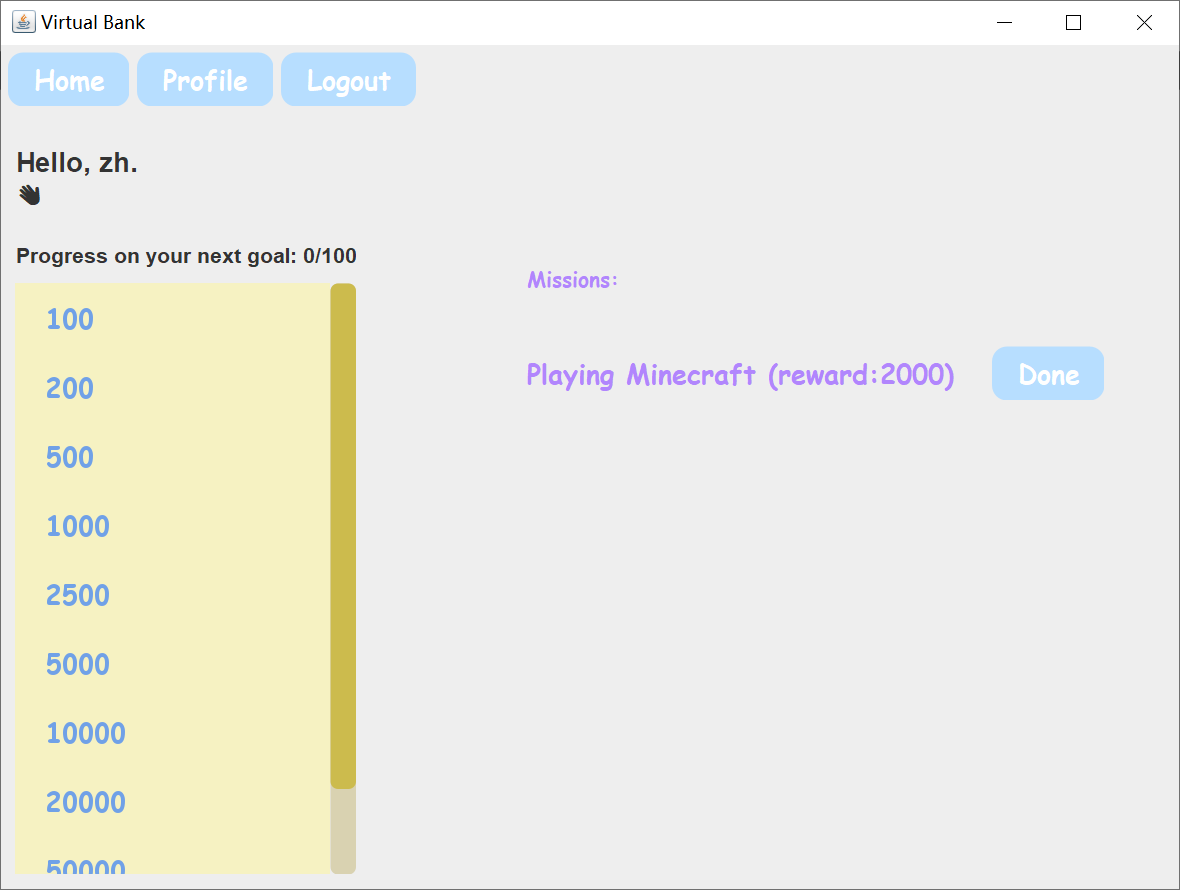 Virtual Bank
Home Profile Logout
Hello, zh.
Progress on your next goal: 0/100
100
200
500
1000
2500
5000
10000
20000
50000
Missions:
Playing Minecraft (reward:2000) Done